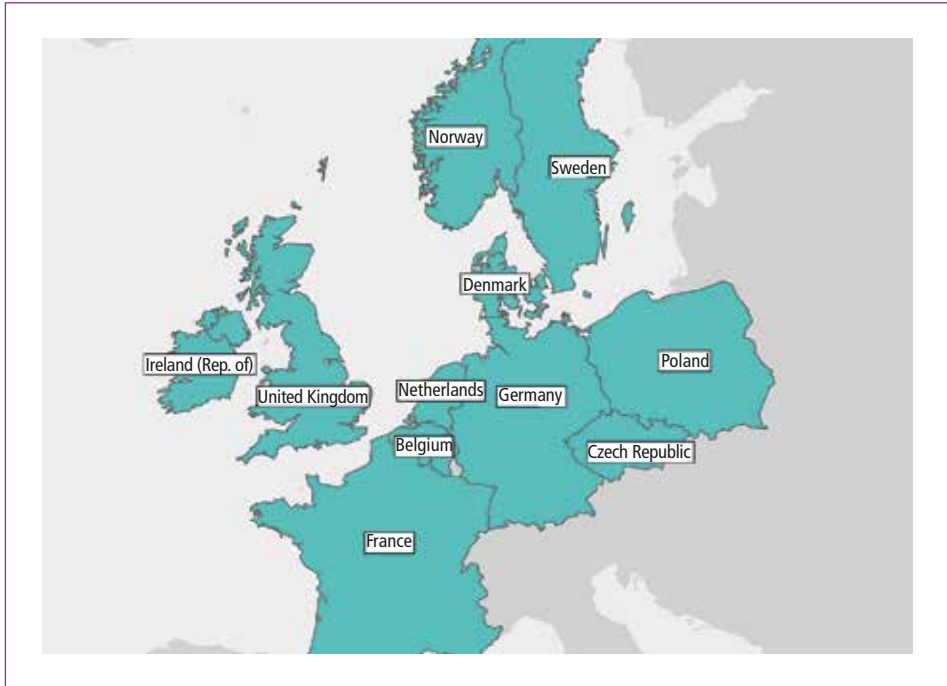 Norway
Sweden
Denmark
Ireland (Rep. of)
United Kingdom
Netherlands
Germany
Poland
Belgium
Czech Republic
France